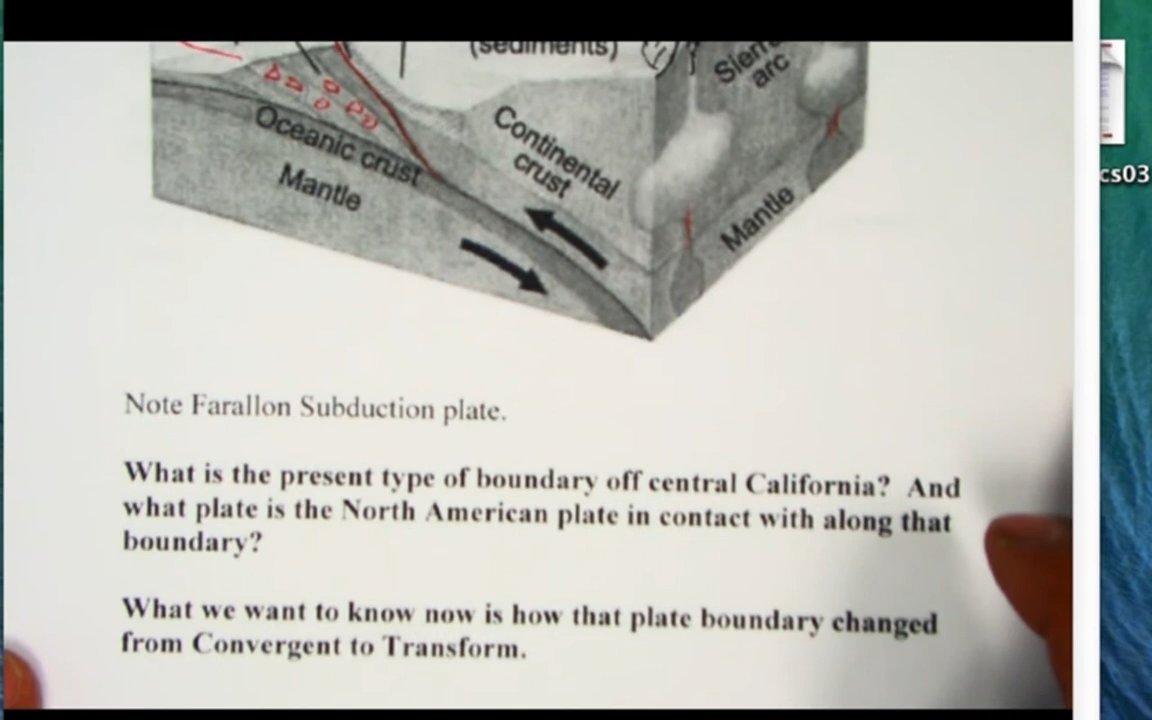 (sediments)
Sierra
arc
Continental
crust
Oceanic crust
Mantle
Mantle
cs03
Note Farallon Subduction plate.
What is the present type of boundary off central California? And
what plate is the North American plate in contact with along that
boundary?
What we want to know now is how that plate boundary changed
from Convergent to Transform.